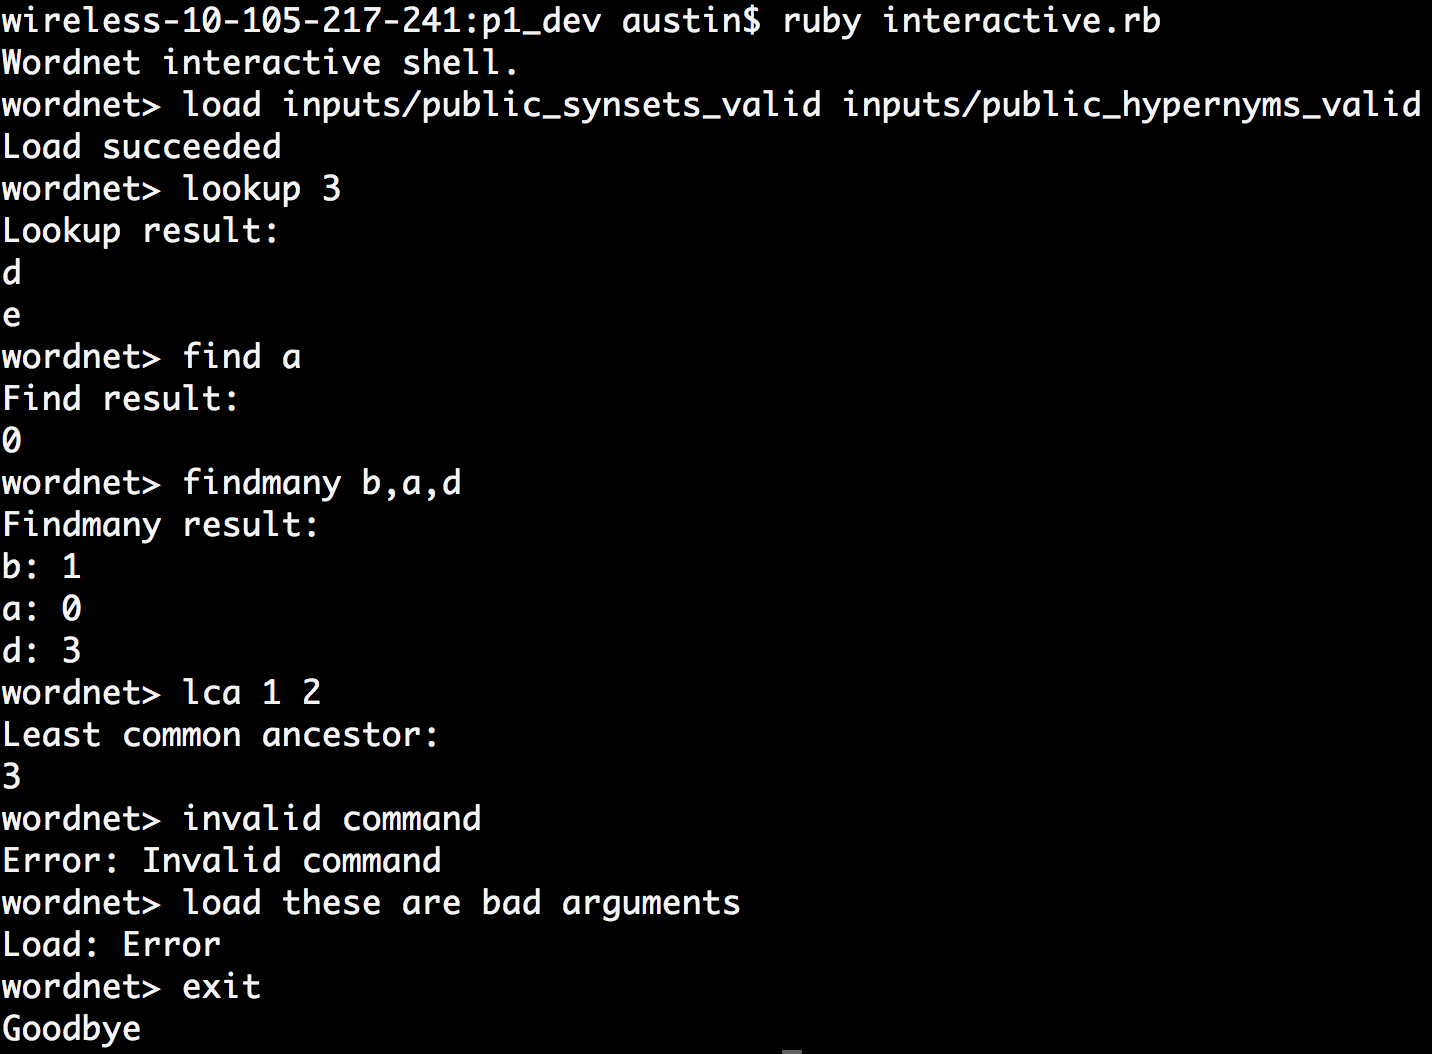 wireless-10-105-217-241:p1_dev austin$ ruby interactive.rb
Wordnet interactive shell.
wordnet> load inputs/public_synsets_valid inputs/public_hypernyms_valid
Load succeeded
wordnet> lookup 3
Lookup result:
d
e
wordnet> find a
Find result:
0
wordnet> findmany b,a,d
Findmany result:
b: 1
a: 0
d: 3
wordnet> lca 1 2
Least common ancestor:
3
wordnet> invalid command
Error: Invalid command
wordnet> load these are bad arguments
Load: Error
wordnet> exit
Goodbye